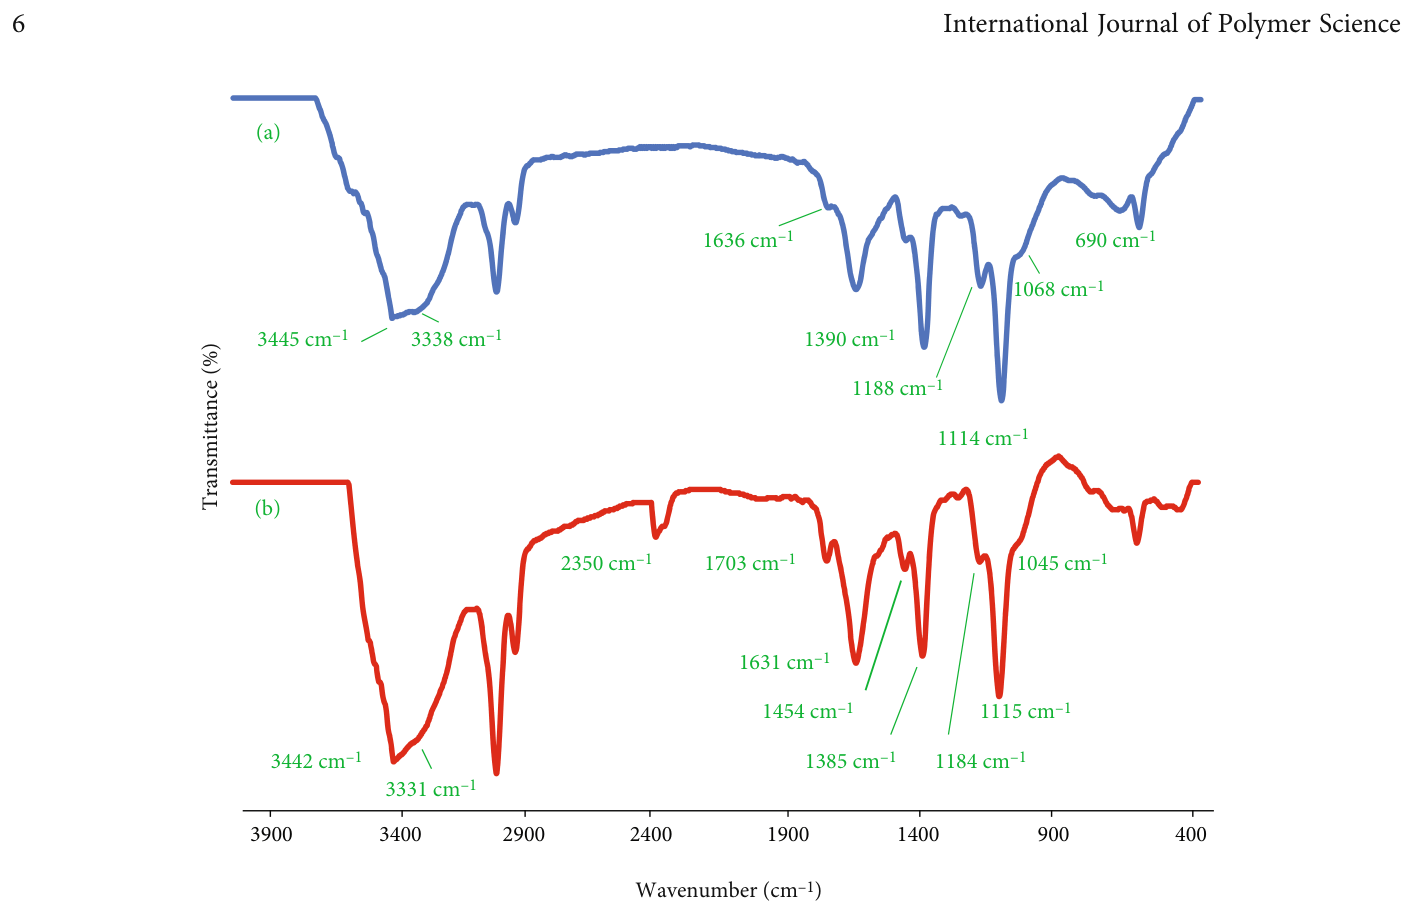 6
International Journal of Polymer Science
(a)
1636 cm⁻¹
690 cm⁻¹
1068 cm⁻¹
3445 cm⁻¹
3338 cm⁻¹
1390 cm⁻¹
1188 cm⁻¹
1114 cm⁻¹
Transmittance (%)
(b)
2350 cm⁻¹
1703 cm⁻¹
1045 cm⁻¹
1631 cm⁻¹
1454 cm⁻¹
1115 cm⁻¹
3442 cm⁻¹
1385 cm⁻¹
1184 cm⁻¹
3331 cm⁻¹
3900 3400 2900 2400 1900 1400 900 400
Wavenumber (cm⁻¹)